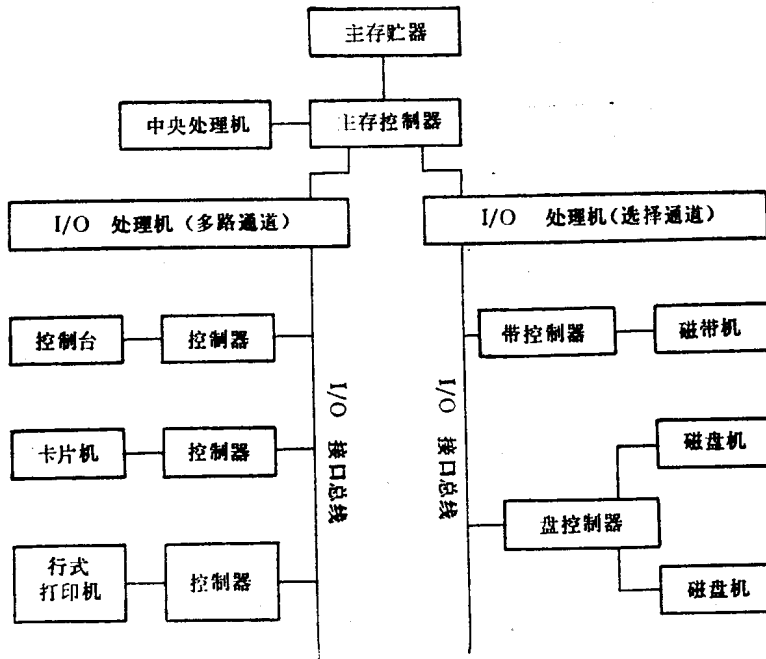 主存贮器
中央处理机
主存控制器
I/O 处理机（多路通道）
I/O 处理机（选择通道）
控制台
控制器
带控制器
磁带机
I/O 接口总线
I/O 接口总线
卡片机
控制器
磁盘机
盘控制器
行式
打印机
控制器
磁盘机